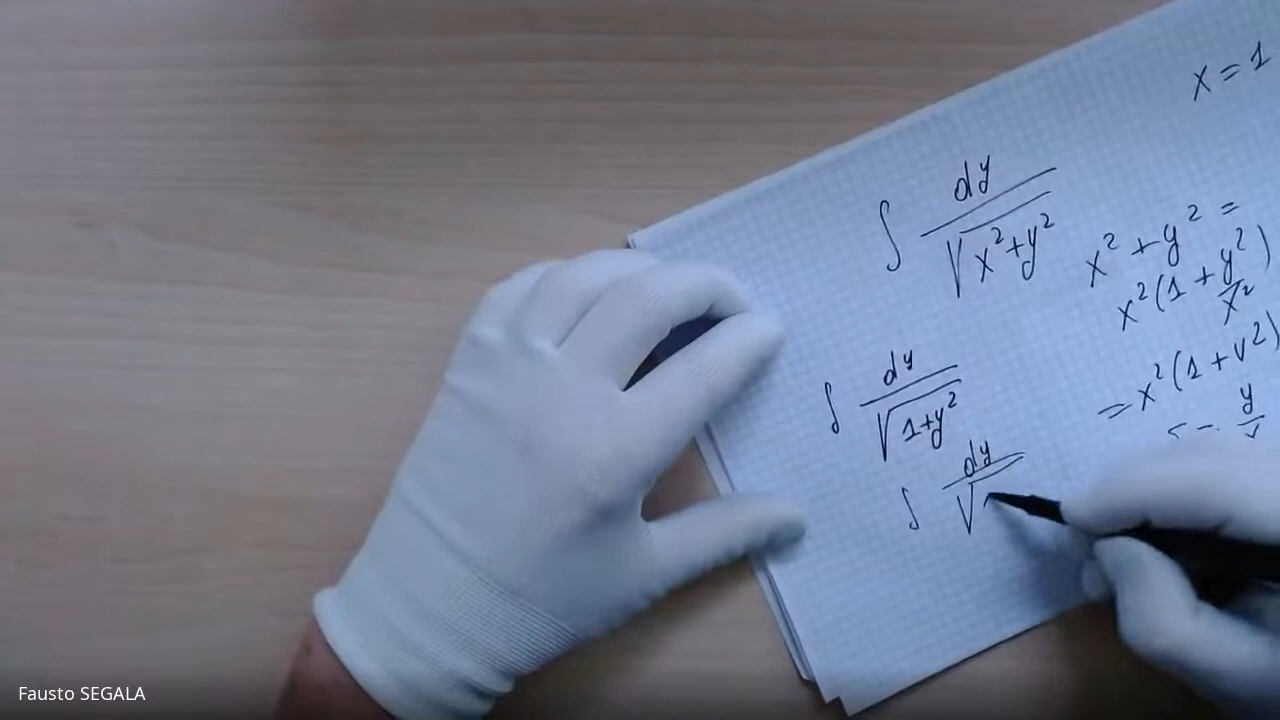 x = 1
∫ dy / √(x² + y²)
x² + y² =
x² (1 + y² / x²)
= x² (1 + v²)
∫ dy / √(1 + y²)
∫ dy / √
Fausto SEGALA